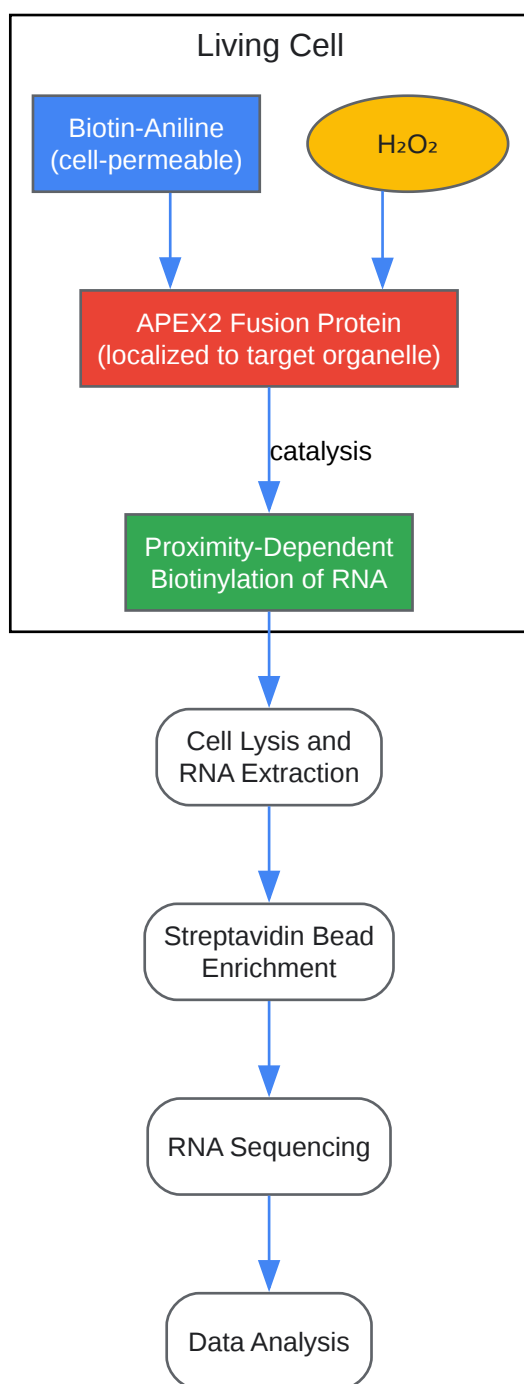 Living Cell
Biotin-Aniline
(cell-permeable)
H₂O₂
APEX2 Fusion Protein
(localized to target organelle)
catalysis
Proximity-Dependent
Biotinylation of RNA
Cell Lysis and
RNA Extraction
Streptavidin Bead
Enrichment
RNA Sequencing
Data Analysis